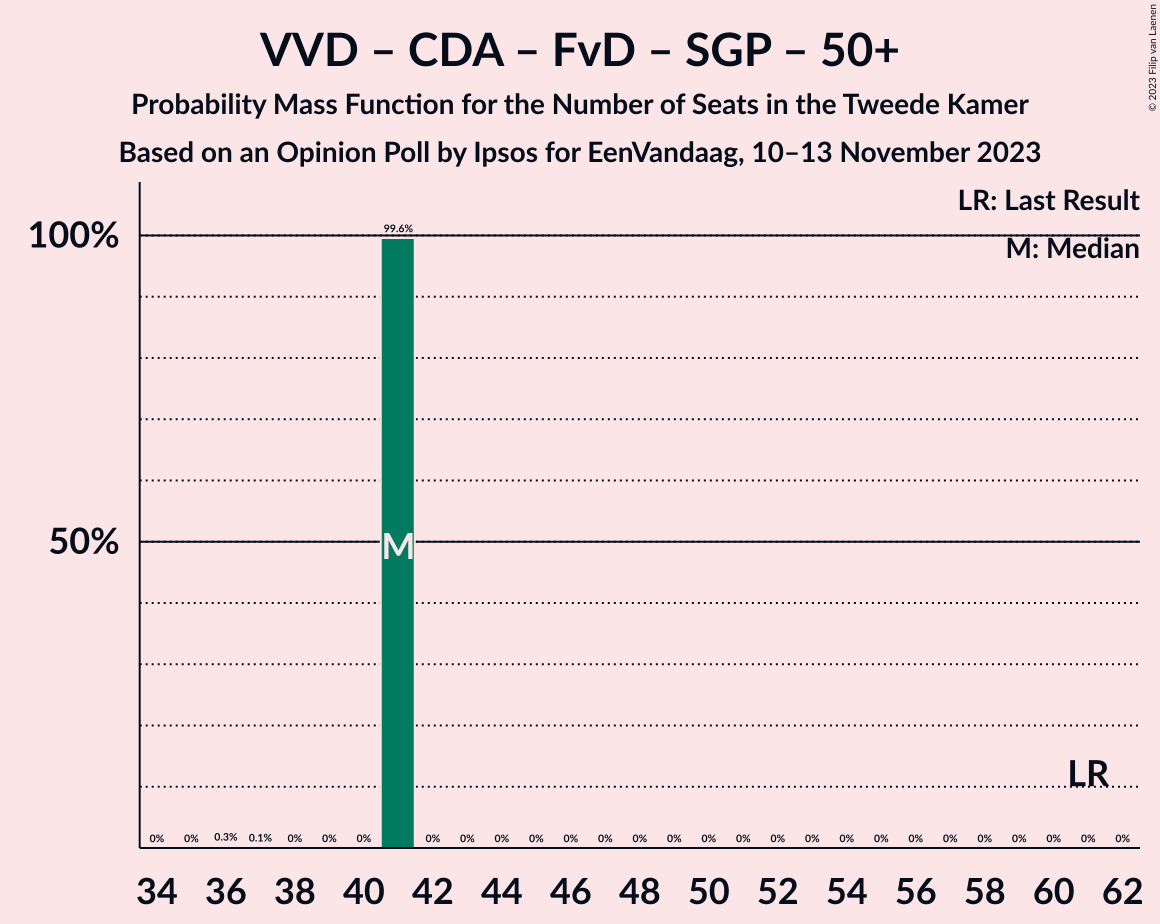 VVD – CDA – FvD – SGP – 50+
Probability Mass Function for the Number of Seats in the Tweede Kamer
Based on an Opinion Poll by Ipsos for EenVandaag, 10–13 November 2023
© 2023 Filip van Laenen
LR: Last Result
M: Median
100%
50%
99.6%
M
LR
0% 0% 0.3% 0.1% 0% 0% 0% 0% 0% 0% 0% 0% 0% 0% 0% 0% 0% 0% 0% 0% 0% 0% 0% 0% 0% 0% 0% 0%
34 36 38 40 42 44 46 48 50 52 54 56 58 60 62